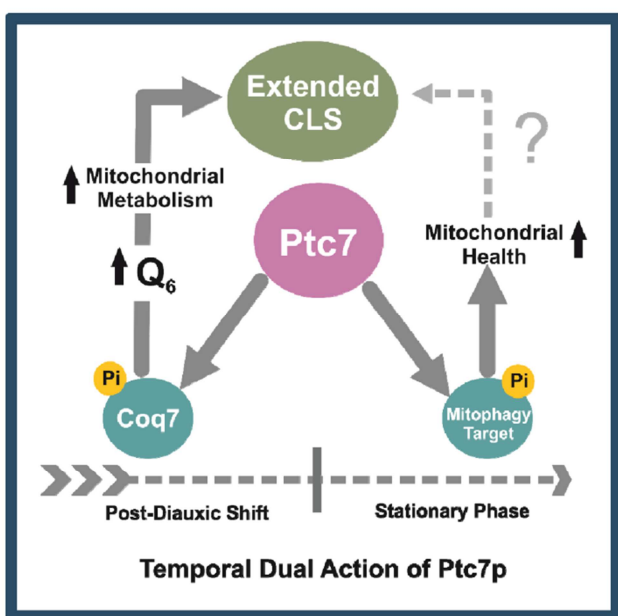 Extended
CLS
?
Mitochondrial
Metabolism
Ptc7
Mitochondrial
Health
Q6
Pi
Coq7
Pi
Mitophagy
Target
Post-Diauxic Shift
Stationary Phase
Temporal Dual Action of Ptc7p